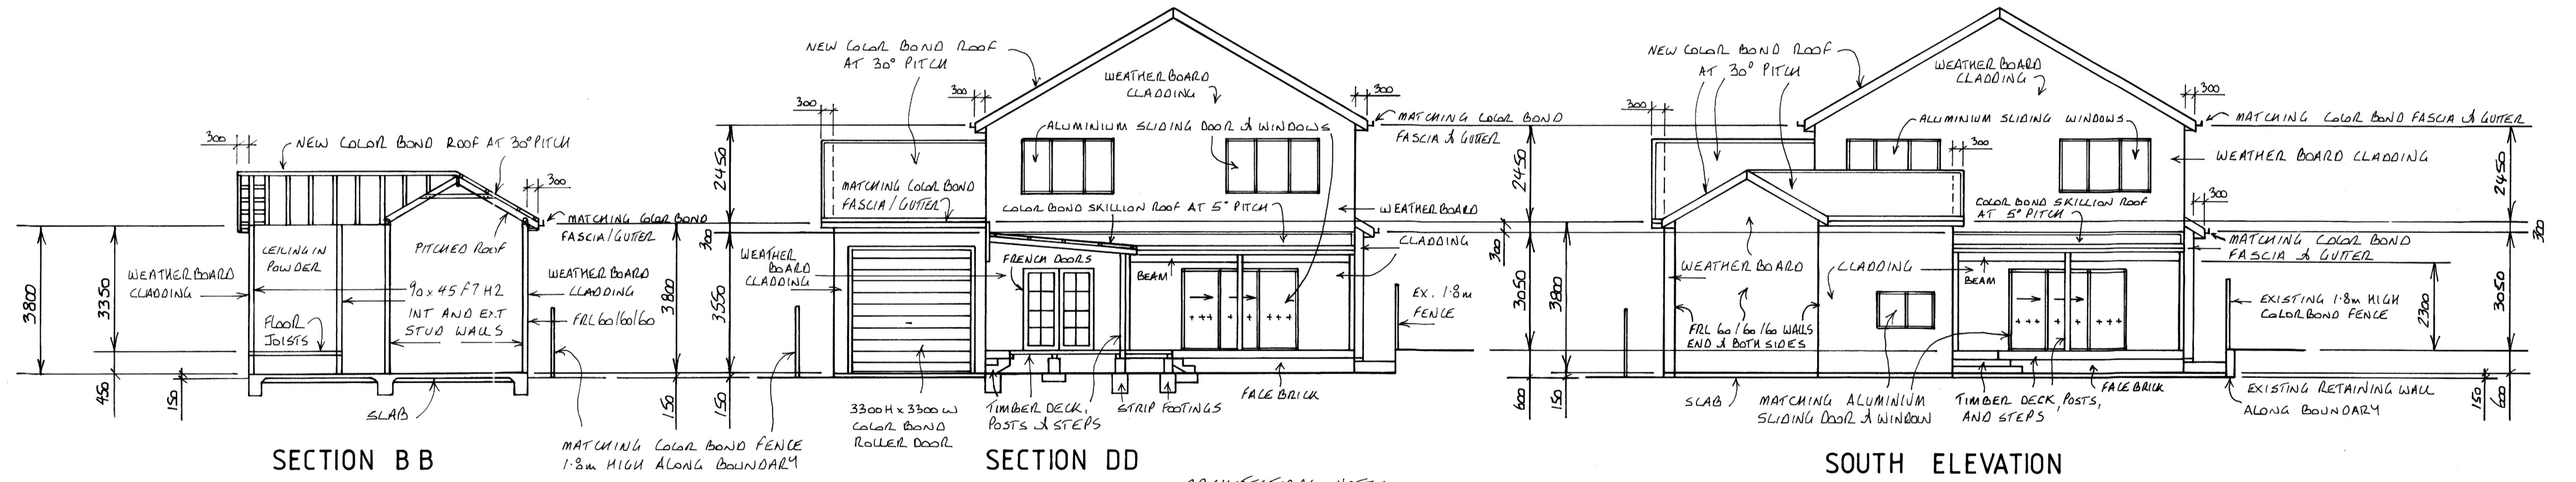 300
NEW COLOR BOND ROOF AT 30° PITCH
300
MATCHING COLOR BOND
FASCIA/GUTTER
CEILING IN
POWDER
PITCHED ROOF
WEATHERBOARD
CLADDING
90 x 45 F7 H2
INT AND EXT
STUD WALLS
WEATHERBOARD
CLADDING
FRL 60/60/60
FLOOR
JOISTS
3800
3350
450
150
SLAB
3800
150
MATCHING COLOR BOND FENCE
1.8m HIGH ALONG BOUNDARY
SECTION BB
NEW COLOR BOND ROOF
AT 30° PITCH
300
300
300
WEATHERBOARD
CLADDING
MATCHING COLOR BOND
FASCIA & GUTTER
ALUMINIUM SLIDING DOOR & WINDOWS
2450
2450
MATCHING COLOR BOND
FASCIA/GUTTER
COLOR BOND SKILLION ROOF AT 5° PITCH
WEATHERBOARD
CLADDING
300
300
WEATHER
BOARD
CLADDING
FRENCH DOORS
BEAM
EX. 1.8m
FENCE
3550
150
3050
600
3800
150
3300H x 3300 W
COLOR BOND
ROLLER DOOR
TIMBER DECK,
POSTS & STEPS
STRIP FOOTINGS
FACE BRICK
SECTION DD
NEW COLOR BOND ROOF
AT 30° PITCH
300
300
300
300
WEATHERBOARD
CLADDING
ALUMINIUM SLIDING WINDOWS
MATCHING COLOR BOND FASCIA & GUTTER
WEATHER BOARD CLADDING
2450
300
COLOR BOND SKILLION ROOF
AT 5° PITCH
MATCHING COLOR BOND
FASCIA & GUTTER
WEATHERBOARD
CLADDING
BEAM
FRL 60/60/60 WALLS
END & BOTH SIDES
EXISTING 1.8m HIGH
COLORBOND FENCE
2300
3050
150
600
SLAB
MATCHING ALUMINIUM
SLIDING DOOR & WINDOW
TIMBER DECK, POSTS,
AND STEPS
FACE BRICK
EXISTING RETAINING WALL
ALONG BOUNDARY
SOUTH ELEVATION